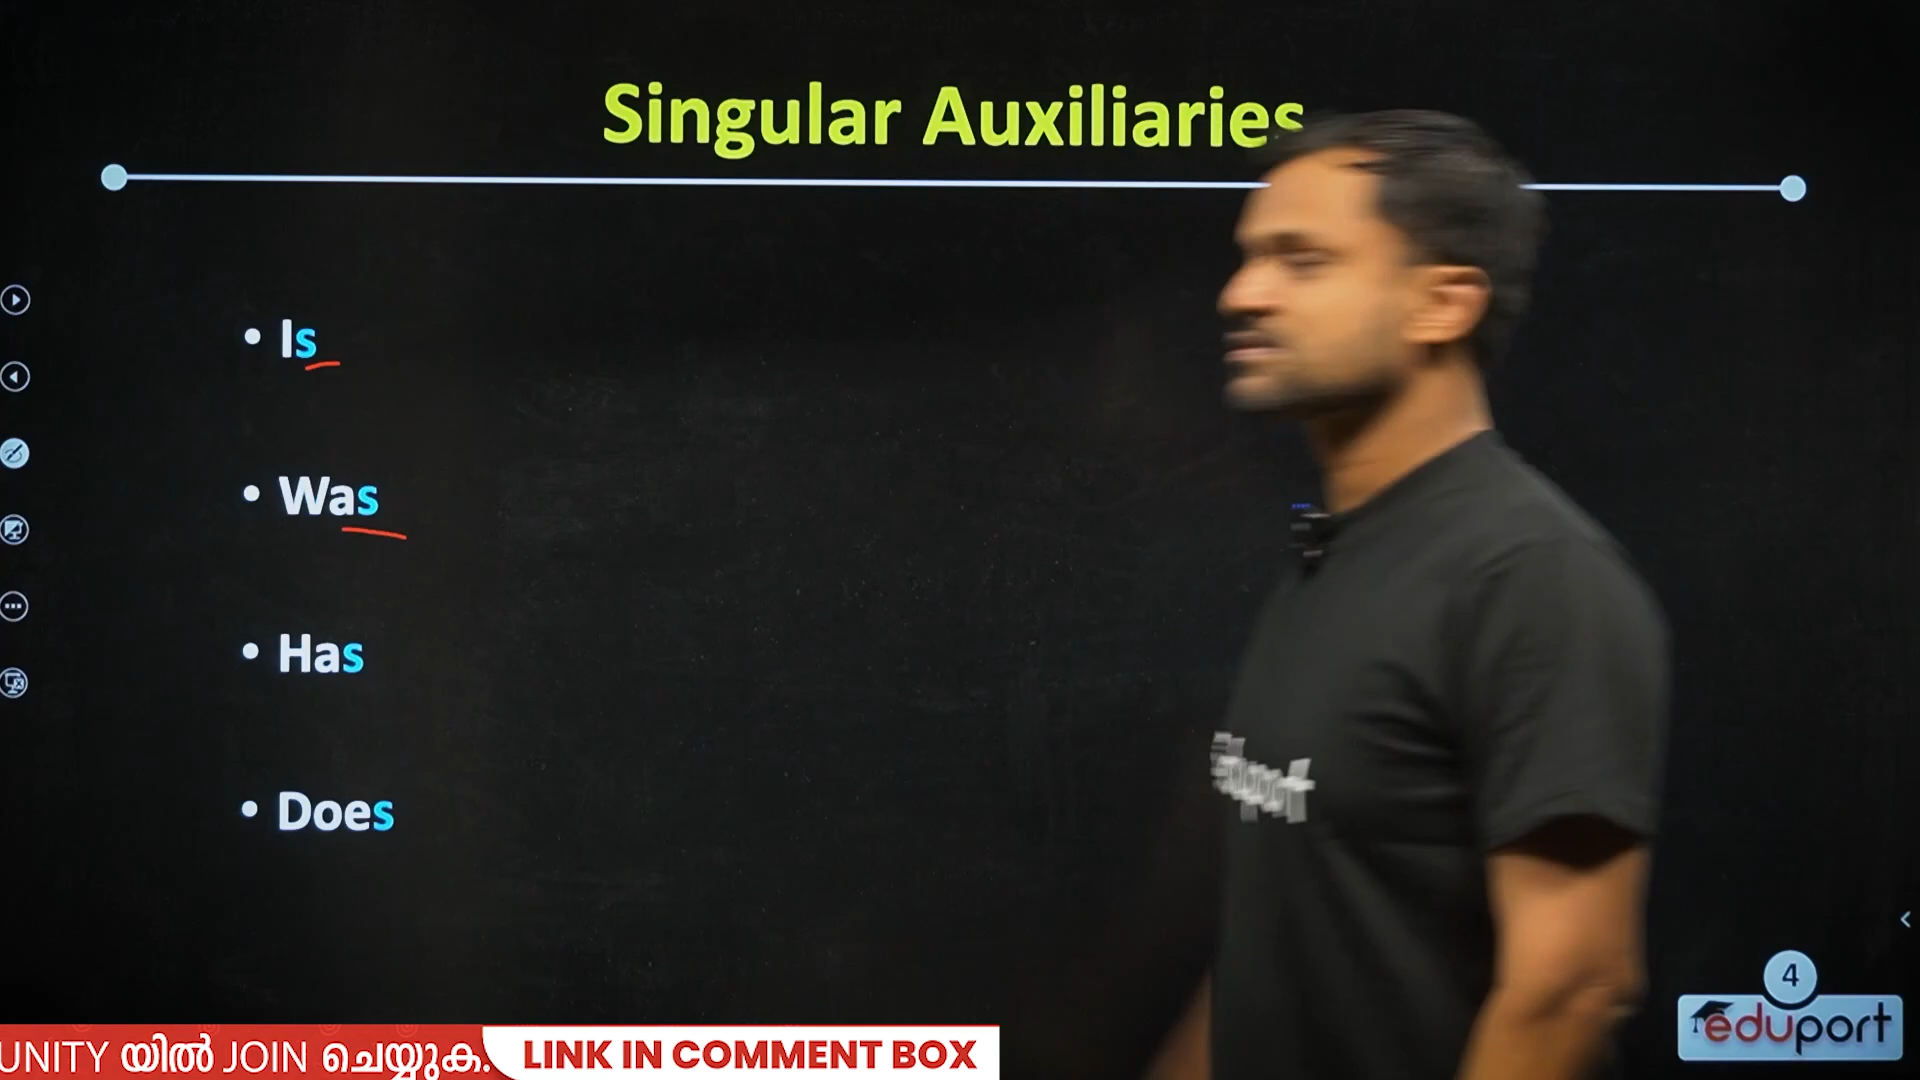 Singular Auxiliaries
• Is
• Was
• Has
• Does
4
eduport
UNITY യിൽ JOIN ചെയ്യുക.
LINK IN COMMENT BOX